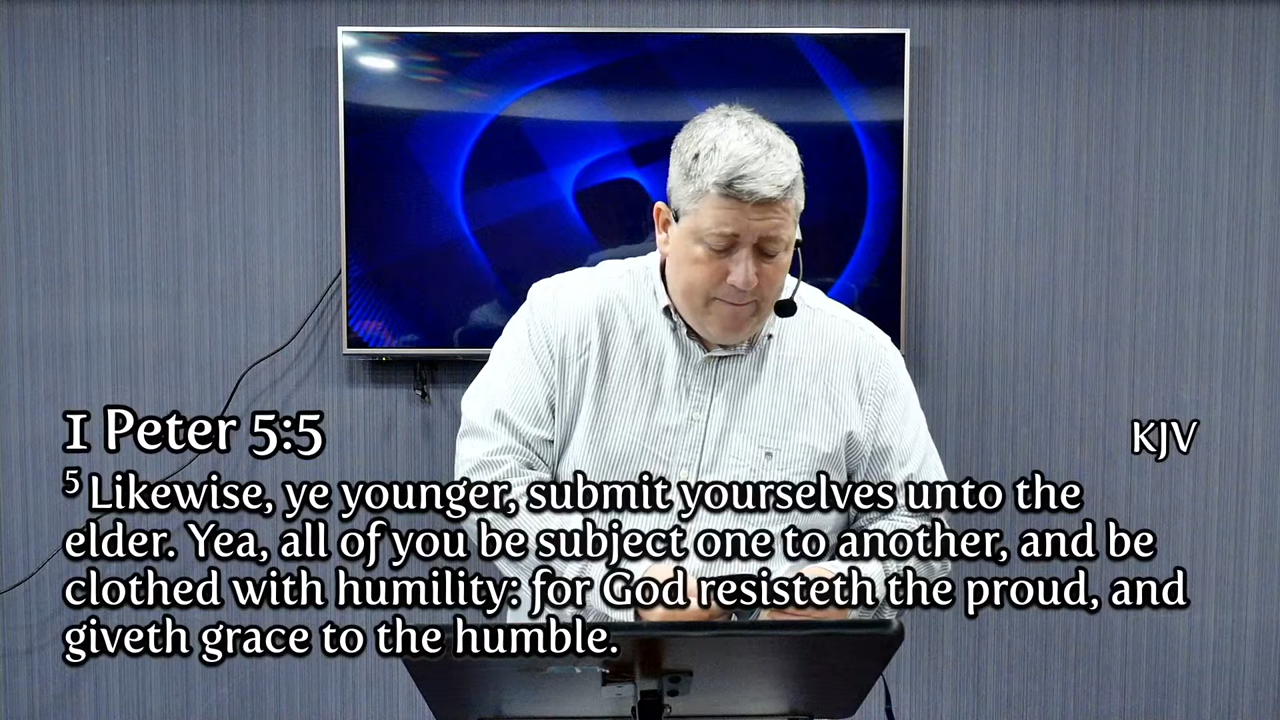 1 Peter 5:5
KJV
5 Likewise, ye younger, submit yourselves unto the
elder. Yea, all of you be subject one to another, and be
clothed with humility: for God resisteth the proud, and
giveth grace to the humble.